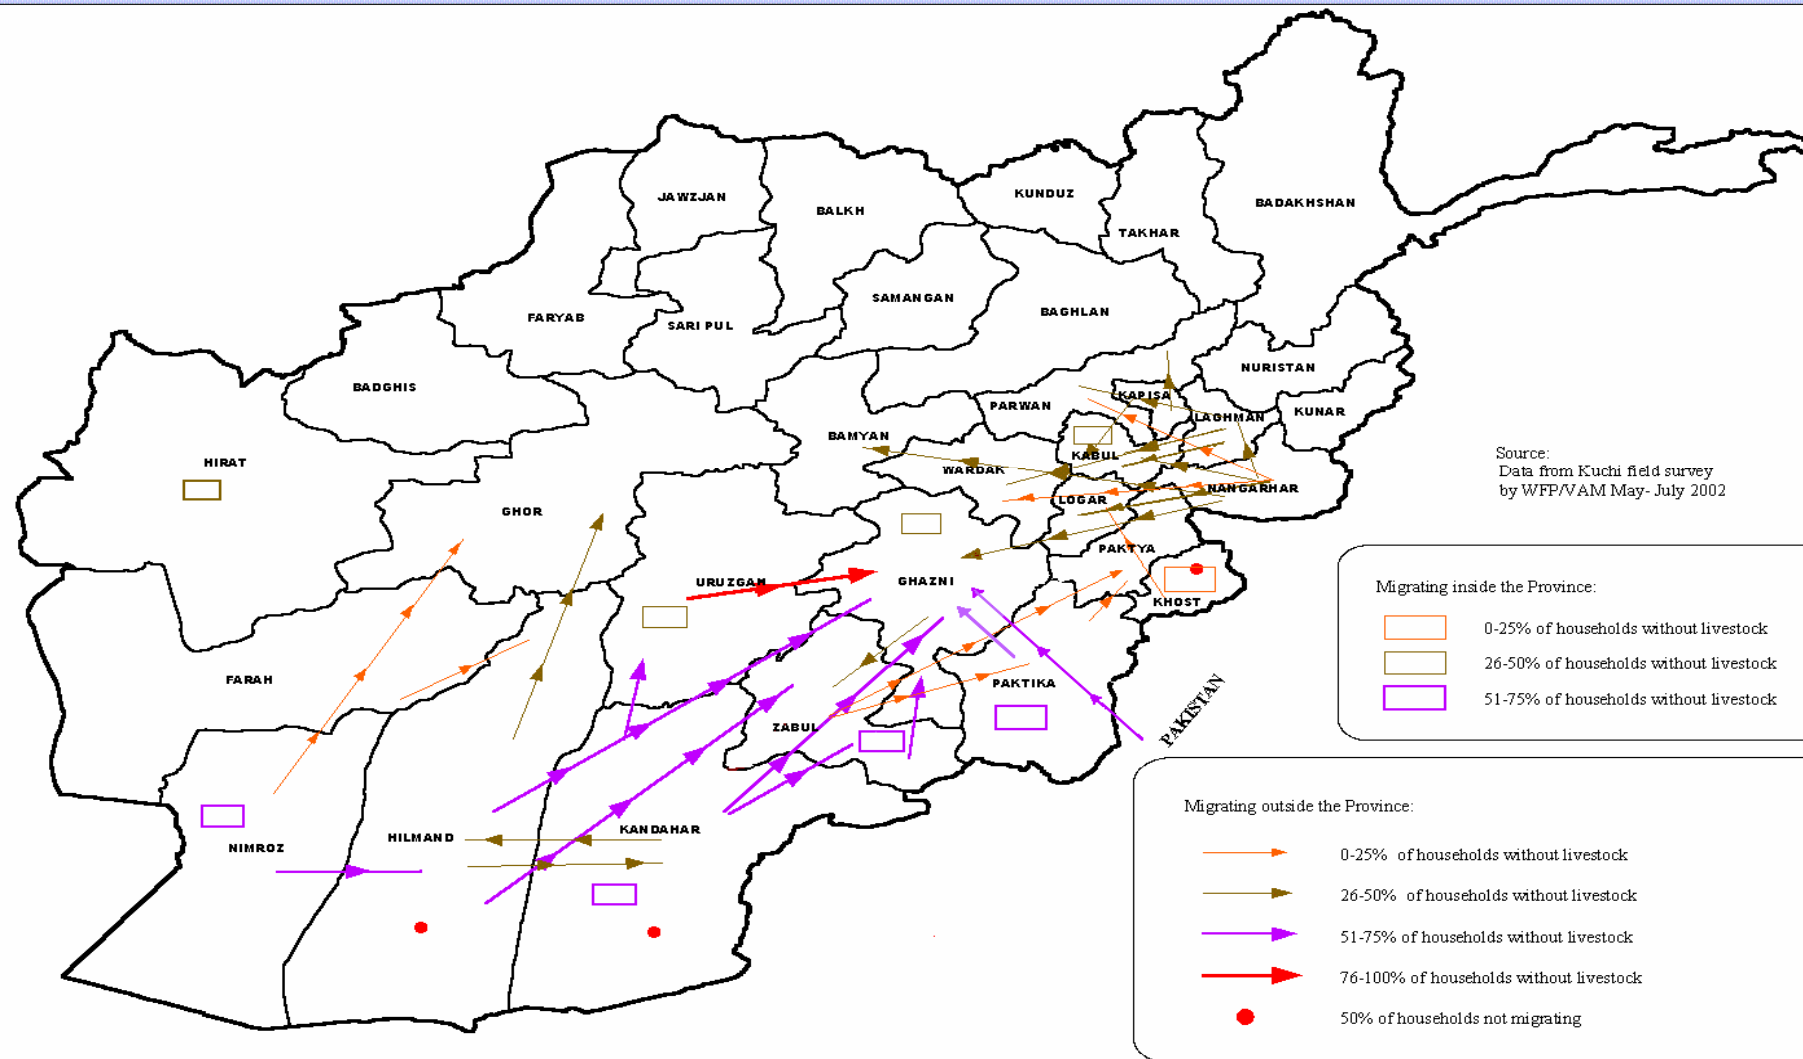 JAWZJAN
BALKH
KUNDUZ
TAKHAR
BADAKHSHAN
FARYAB
SARI PUL
SAMANGAN
BAGHLAN
BADGHIS
NURISTAN
PARWAN
KAPISA
LAGHMAN
KUNAR
HIRAT
BAMYAN
WARDAK
KABUL
NANGARHAR
GHOR
LOGAR
PAKTYA
URUZGAN
GHAZNI
KHOST
FARAH
PAKTIKA
ZABUL
PAKISTAN
NIMROZ
HILMAND
KANDAHAR
Source:
Data from Kuchi field survey
by WFP/VAM May- July 2002
Migrating inside the Province:
0-25% of households without livestock
26-50% of households without livestock
51-75% of households without livestock
Migrating outside the Province:
0-25% of households without livestock
26-50% of households without livestock
51-75% of households without livestock
76-100% of households without livestock
50% of households not migrating